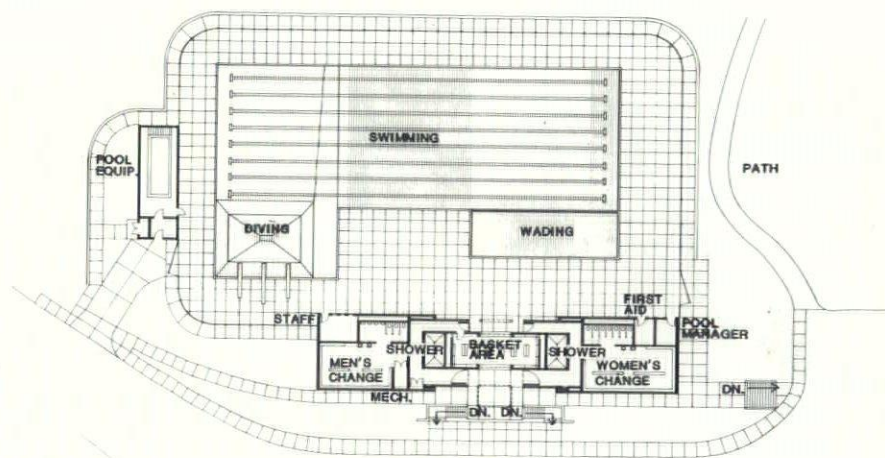 SWIMMING
POOL
EQUIP.
PATH
DIVING
WADING
STAFF
FIRST
AID
POOL
MANAGER
SHOWER
BASKET
AREA
SHOWER
MEN'S
CHANGE
WOMEN'S
CHANGE
MECH.
DN.
DN.
DN.